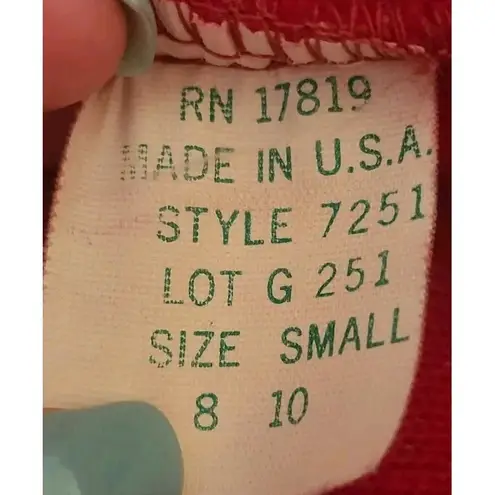 RN 17819
MADE IN U.S.A.
STYLE 7251
LOT G 251
SIZE SMALL
8 10